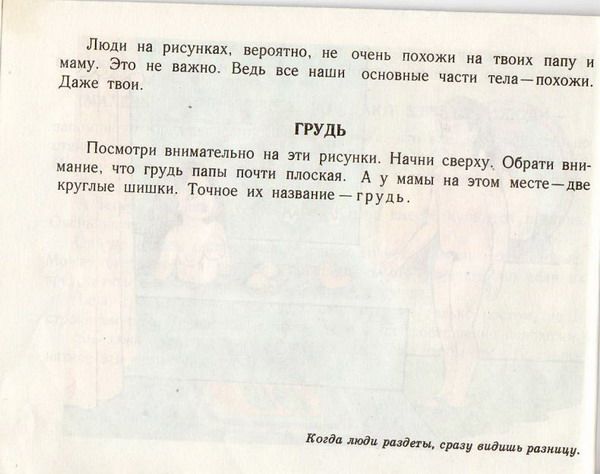 Люди на рисунках, вероятно, не очень похожи на твоих папу и
маму. Это не важно. Ведь все наши основные части тела—похожи.
Даже твои.
ГРУДЬ
Посмотри внимательно на эти рисунки. Начни сверху. Обрати вни-
мание, что грудь папы почти плоская. А у мамы на этом месте—две
круглые шишки. Точное их название—грудь.
Когда люди раздеты, сразу видишь разницу.